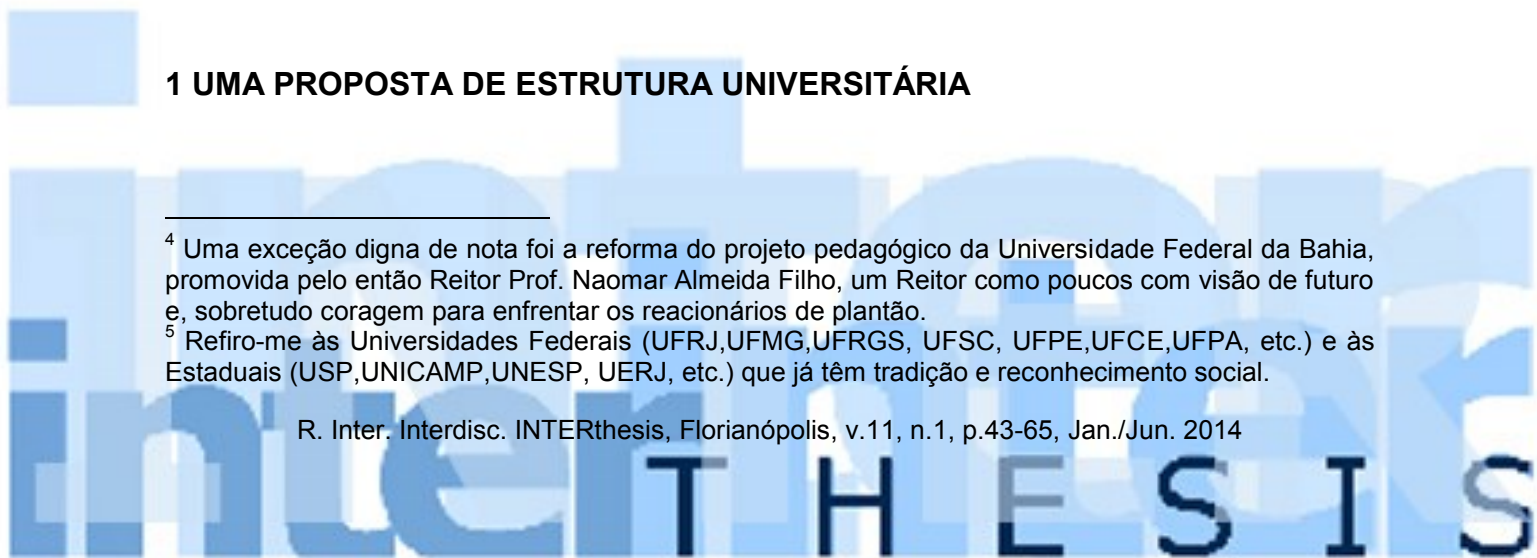 1 UMA PROPOSTA DE ESTRUTURA UNIVERSITÁRIA
4 Uma exceção digna de nota foi a reforma do projeto pedagógico da Universidade Federal da Bahia,
promovida pelo então Reitor Prof. Naomar Almeida Filho, um Reitor como poucos com visão de futuro
e, sobretudo coragem para enfrentar os reacionários de plantão.
5 Refiro-me às Universidades Federais (UFRJ,UFMG,UFRGS, UFSC, UFPE,UFCE,UFPA, etc.) e às
Estaduais (USP,UNICAMP,UNESP, UERJ, etc.) que já têm tradição e reconhecimento social.
R. Inter. Interdisc. INTERthesis, Florianópolis, v.11, n.1, p.43-65, Jan./Jun. 2014
inter
inter inter
THESIS